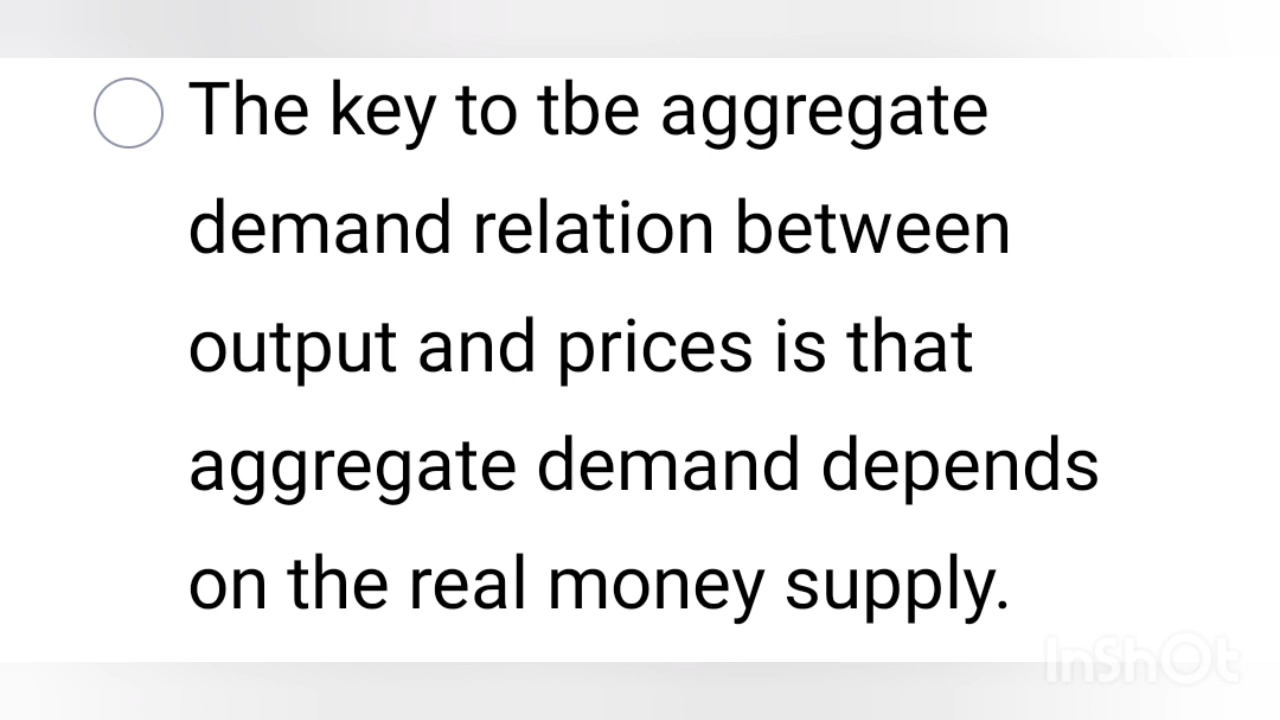 The key to tbe aggregate
demand relation between
output and prices is that
aggregate demand depends
on the real money supply.
InShOt